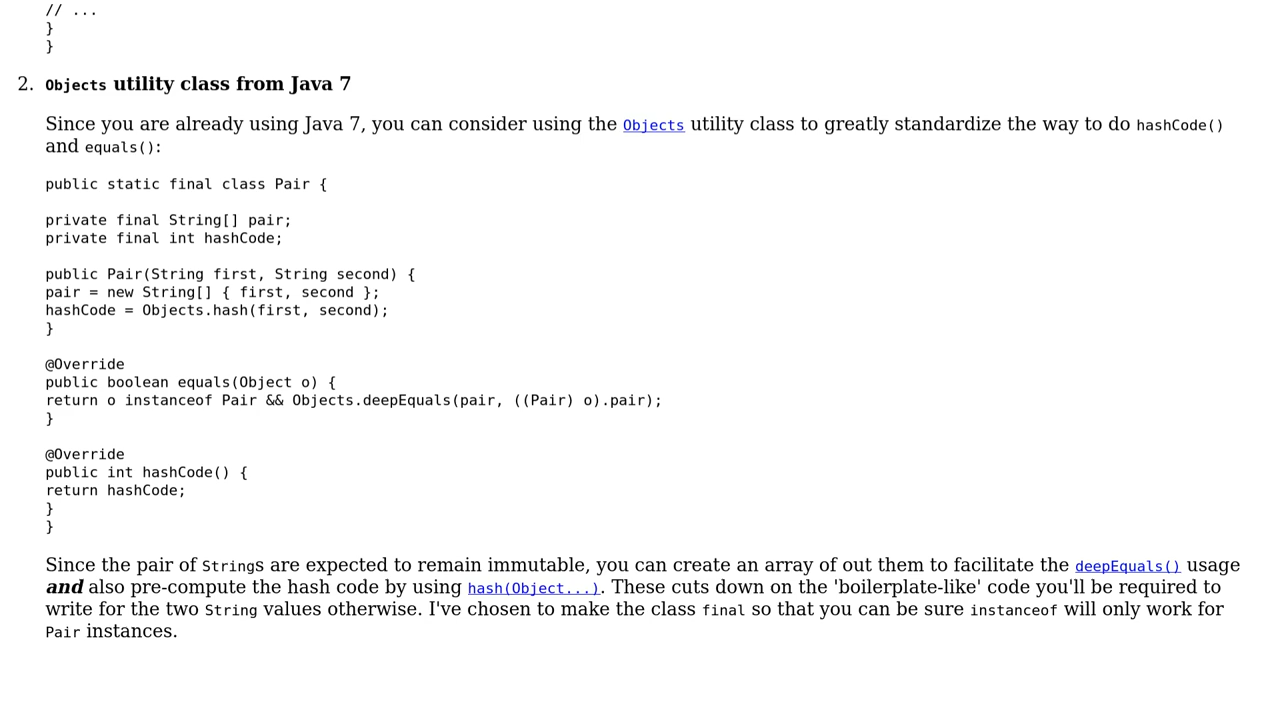 // ...
}
}
2. Objects utility class from Java 7
Since you are already using Java 7, you can consider using the Objects utility class to greatly standardize the way to do hashCode()
and equals():
public static final class Pair {
private final String[] pair;
private final int hashCode;
public Pair(String first, String second) {
pair = new String[] { first, second };
hashCode = Objects.hash(first, second);
}
@Override
public boolean equals(Object o) {
return o instanceof Pair && Objects.deepEquals(pair, ((Pair) o).pair);
}
@Override
public int hashCode() {
return hashCode;
}
}
Since the pair of Strings are expected to remain immutable, you can create an array of out them to facilitate the deepEquals() usage
and also pre-compute the hash code by using hash(Object...). These cuts down on the 'boilerplate-like' code you'll be required to
write for the two String values otherwise. I've chosen to make the class final so that you can be sure instanceof will only work for
Pair instances.